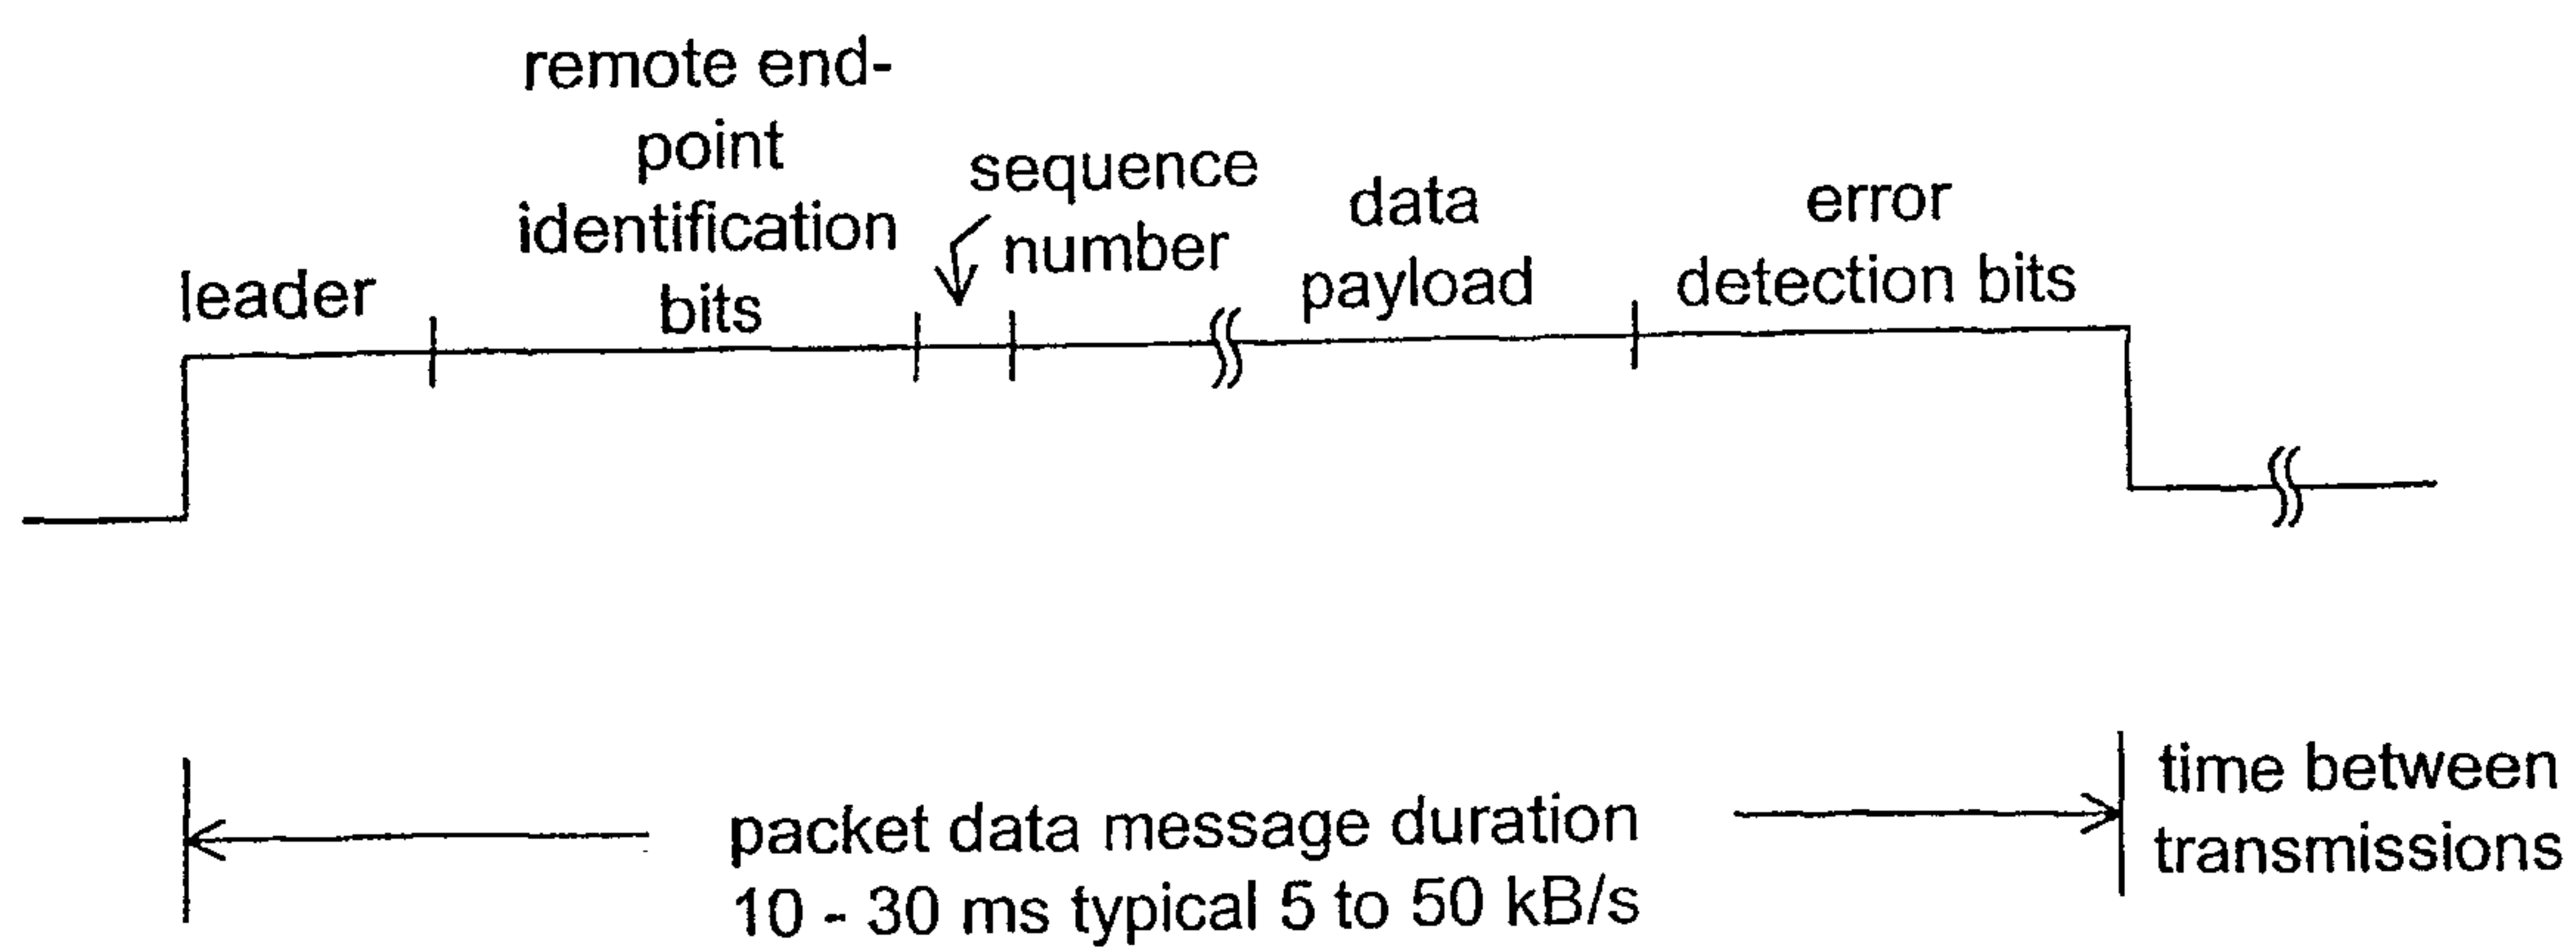 leader
remote end-
point
identification
bits
sequence
number
data
payload
error
detection bits
packet data message duration
10 - 30 ms typical 5 to 50 kB/s
time between
transmissions